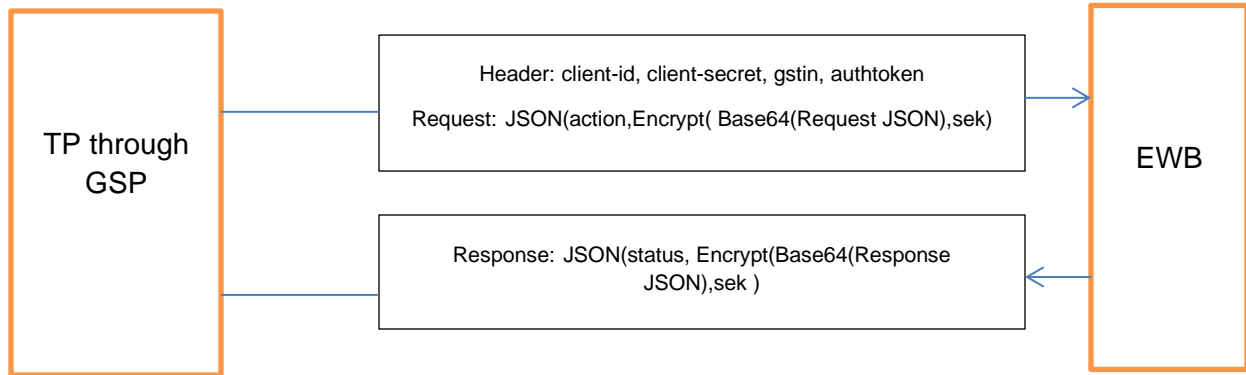 TP through
GSP
Header: client-id, client-secret, gstin, authtoken
Request: JSON(action,Encrypt( Base64(Request JSON),sek)
Response: JSON(status, Encrypt(Base64(Response
JSON),sek )
EWB